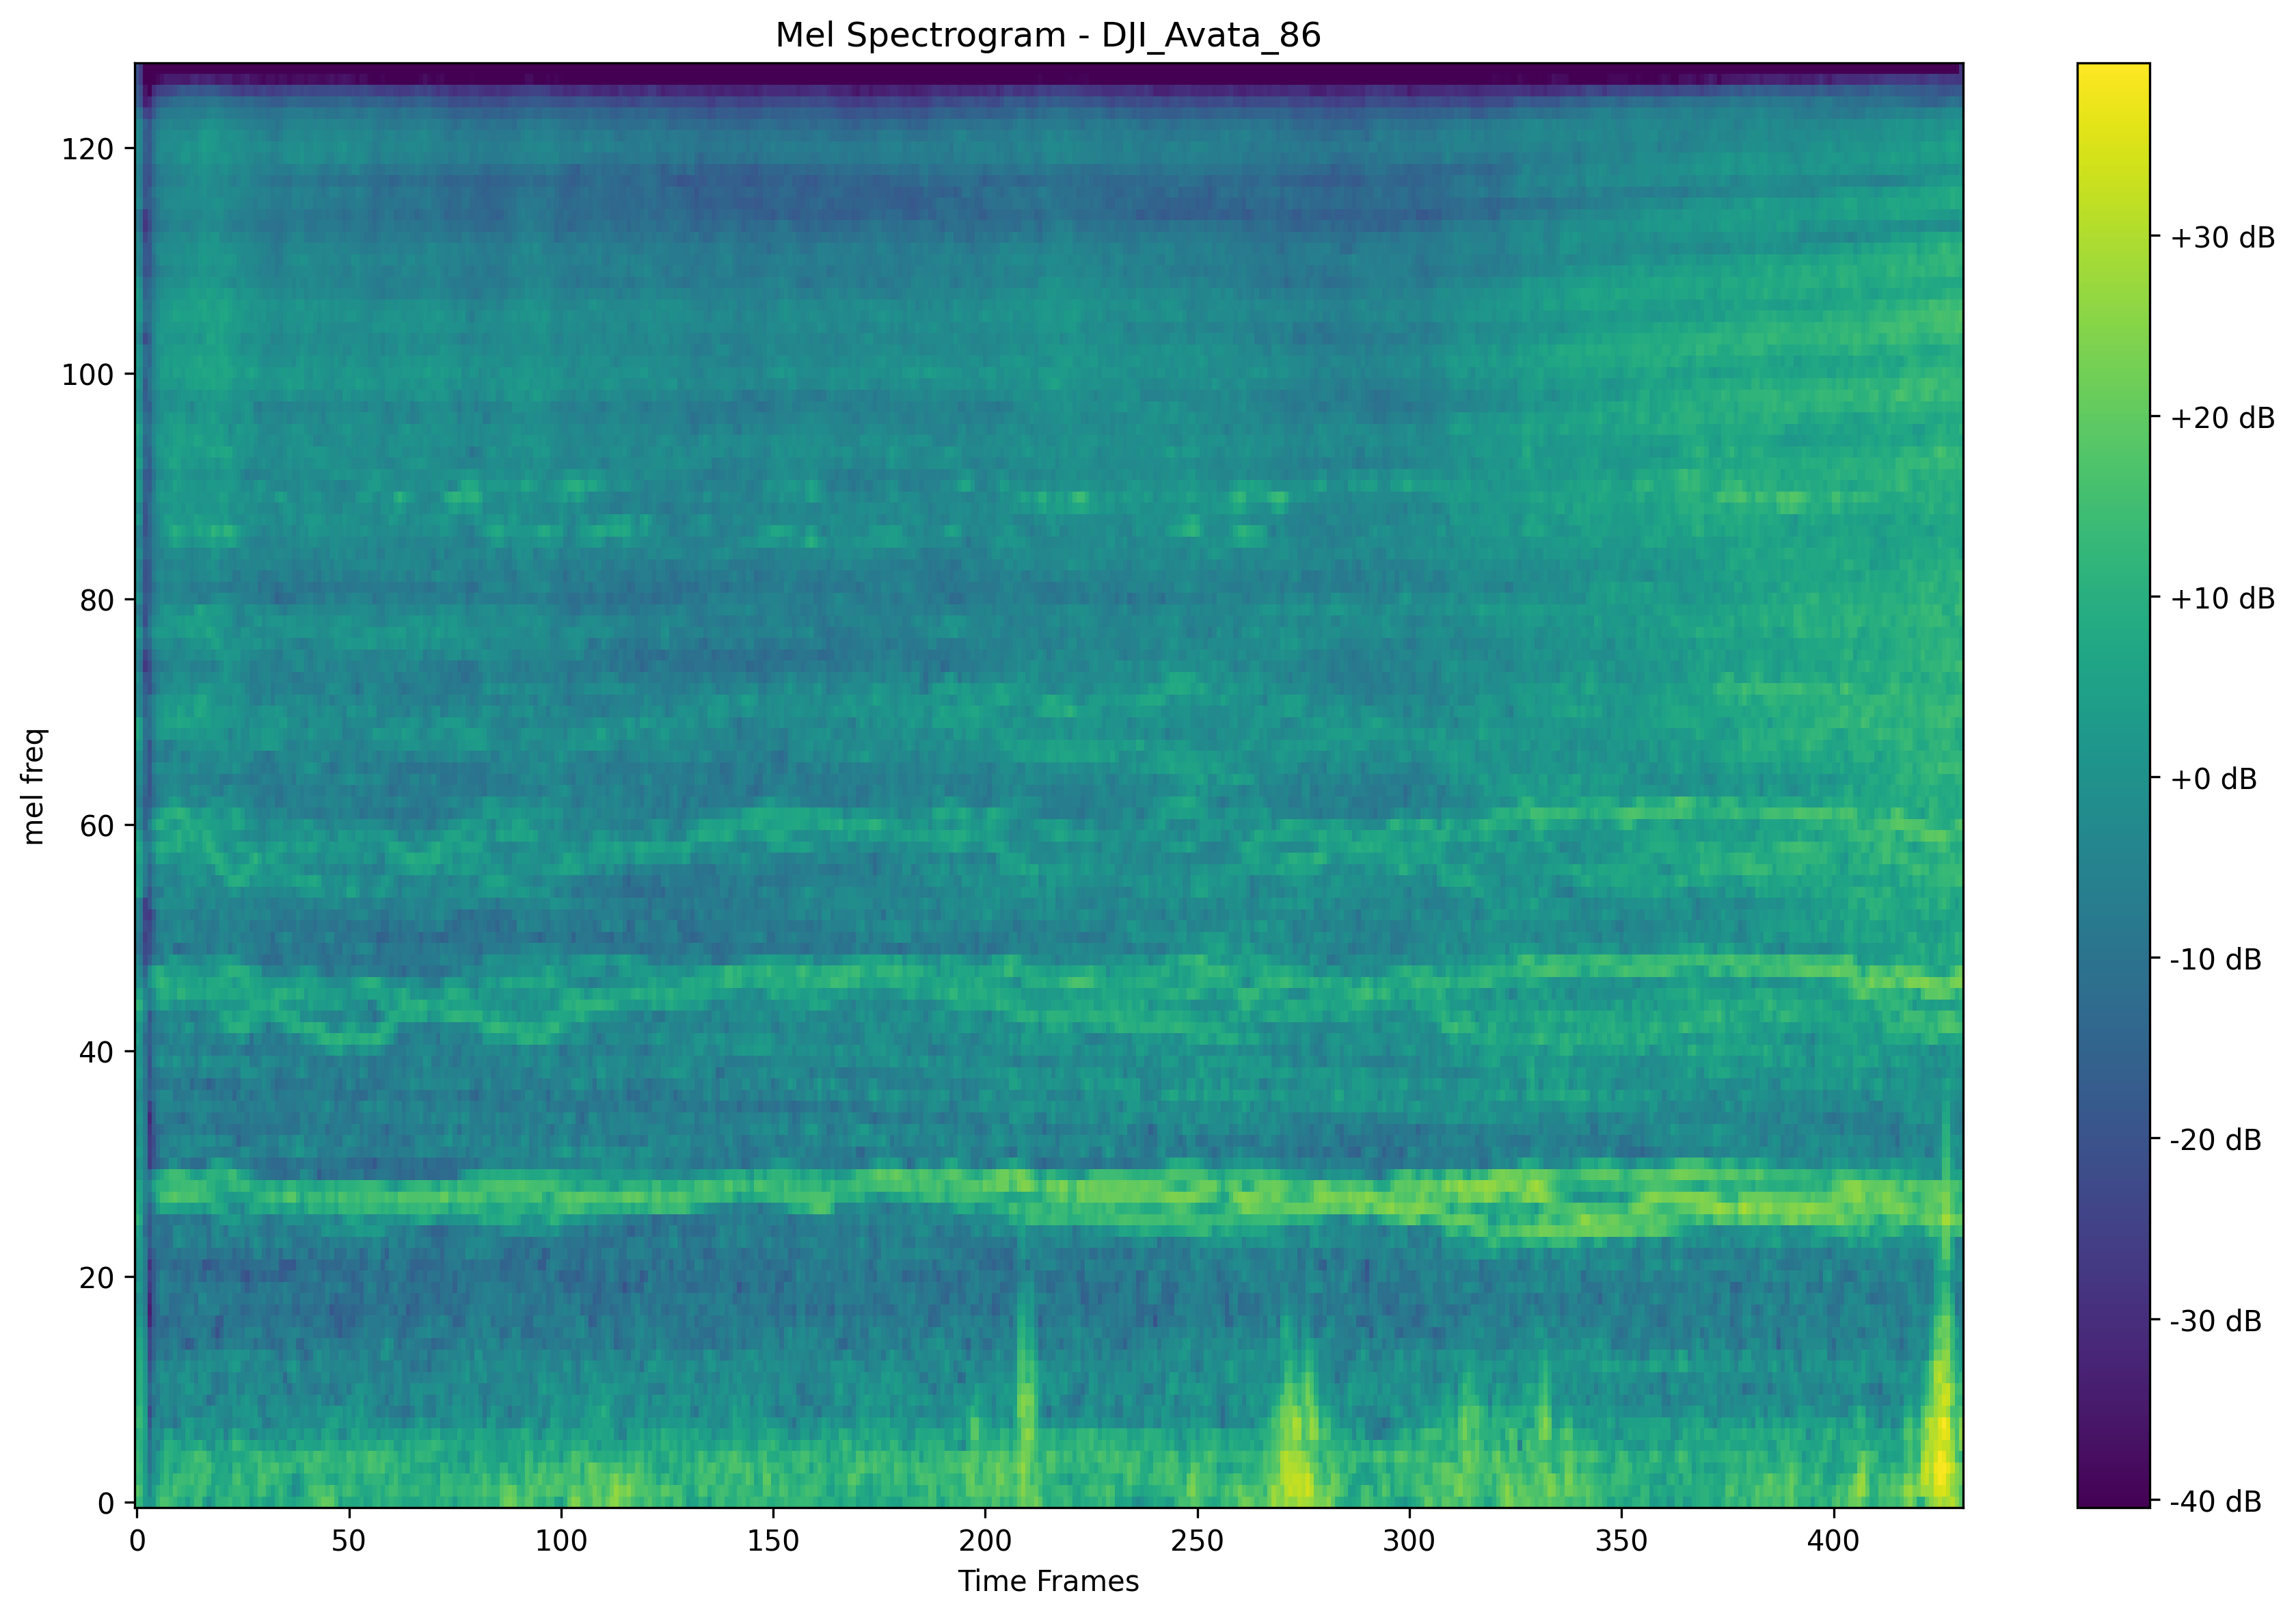 Mel Spectrogram - DJI_Avata_86
mel freq
120
100
80
60
40
20
0
0 50 100 150 200 250 300 350 400
Time Frames
+30 dB
+20 dB
+10 dB
+0 dB
-10 dB
-20 dB
-30 dB
-40 dB